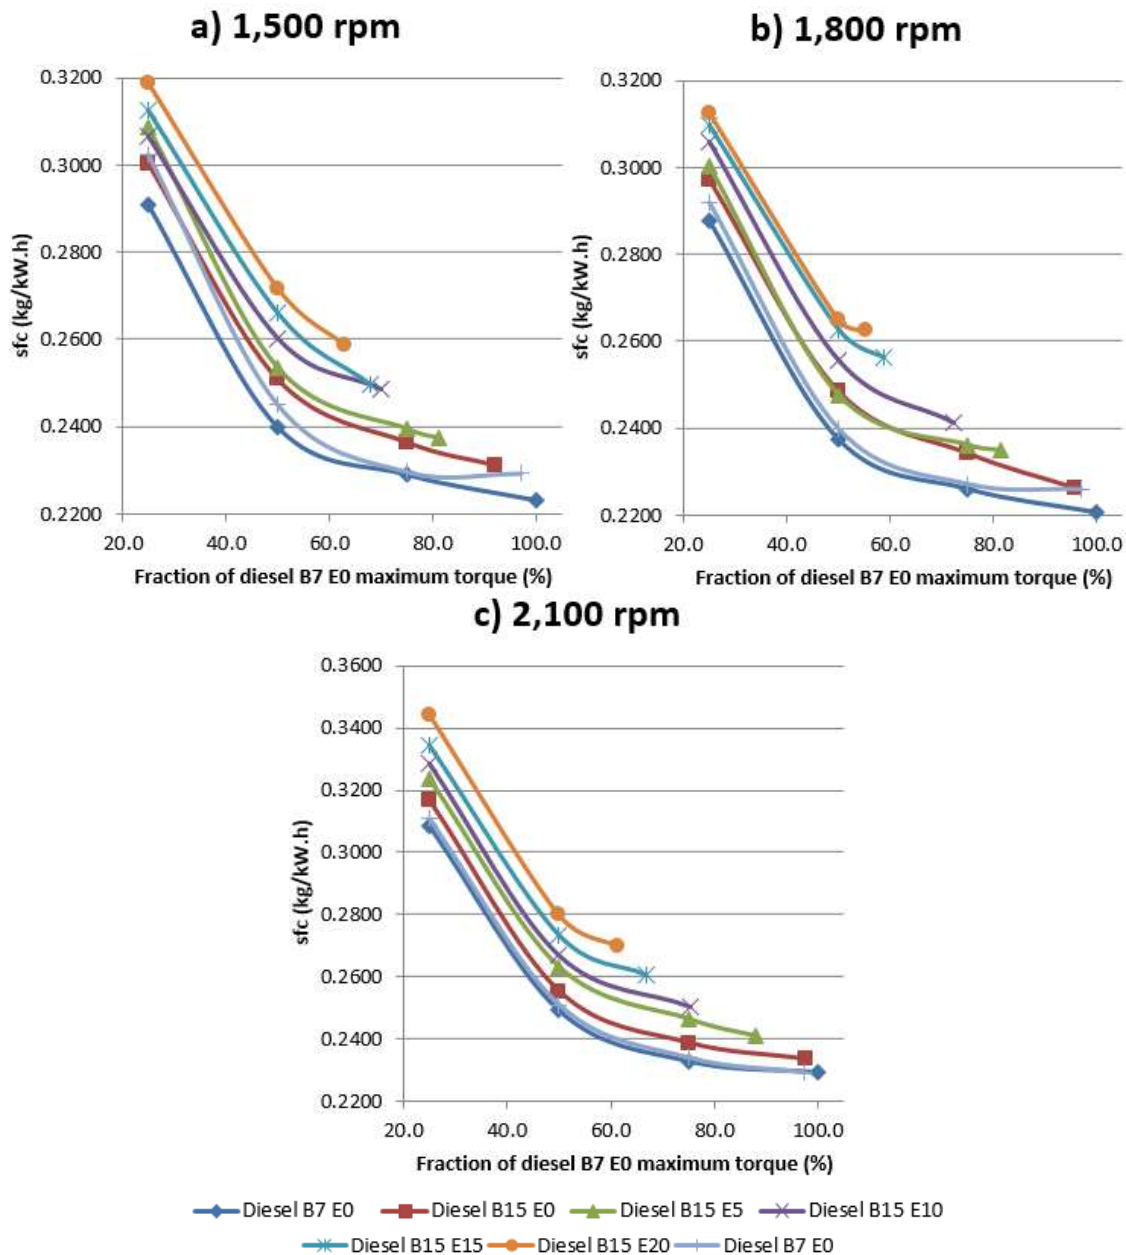 a) 1,500 rpm
0.3200
0.3000
0.2800
0.2600
0.2400
0.2200
sfc (kg/kW.h)
20.0 40.0 60.0 80.0 100.0
Fraction of diesel B7 E0 maximum torque (%)
b) 1,800 rpm
0.3200
0.3000
0.2800
0.2600
0.2400
0.2200
sfc (kg/kW.h)
20.0 40.0 60.0 80.0 100.0
Fraction of diesel B7 E0 maximum torque (%)
c) 2,100 rpm
0.3600
0.3400
0.3200
0.3000
0.2800
0.2600
0.2400
0.2200
sfc (kg/kW.h)
20.0 40.0 60.0 80.0 100.0
Fraction of diesel B7 E0 maximum torque (%)
Diesel B7 E0 Diesel B15 E0 Diesel B15 E5 Diesel B15 E10
Diesel B15 E15 Diesel B15 E20 Diesel B7 E0